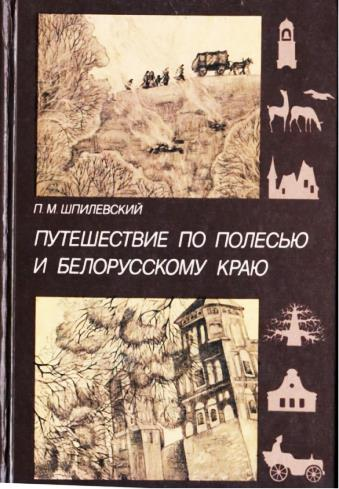 П. М. ШПИЛЕВСКИЙ
ПУТЕШЕСТВИЕ ПО ПОЛЕСЬЮ
И БЕЛОРУССКОМУ КРАЮ